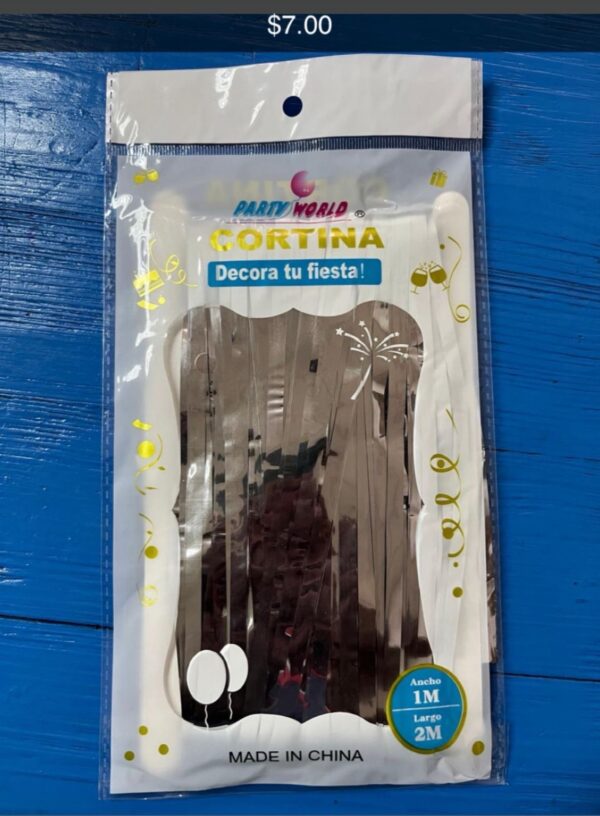 $7.00
PARTY WORLD ®
CORTINA
Decora tu fiesta!
Ancho
1M
Largo
2M
MADE IN CHINA